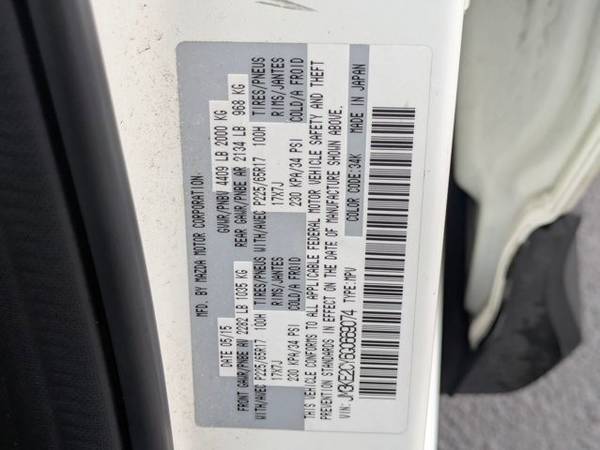 MFD. BY MAZDA MOTOR CORPORATION
DATE 05/15 GVWR/PNBV 4409 LB 2000 KG
FRONT GAWR/PNBE AV 2282 LB 1035 KG REAR GAWR/PNBE AR 2134 LB 968 KG
WITH/AVEC P225/65R17 100H TIRES/PNEUS WITH/AVEC P225/65R17 100H TIRES/PNEUS
17X7J RIMS/JANTES 17X7J RIMS/JANTES
230 KPA/34 PSI COLD/A FROID 230 KPA/34 PSI COLD/A FROID
THIS VEHICLE CONFORMS TO ALL APPLICABLE FEDERAL MOTOR VEHICLE SAFETY AND THEFT
PREVENTION STANDARDS IN EFFECT ON THE DATE OF MANUFACTURE SHOWN ABOVE.
VIN: JM3KE2CY6G0669074 TYPE:MPV COLOR CODE:34K MADE IN JAPAN